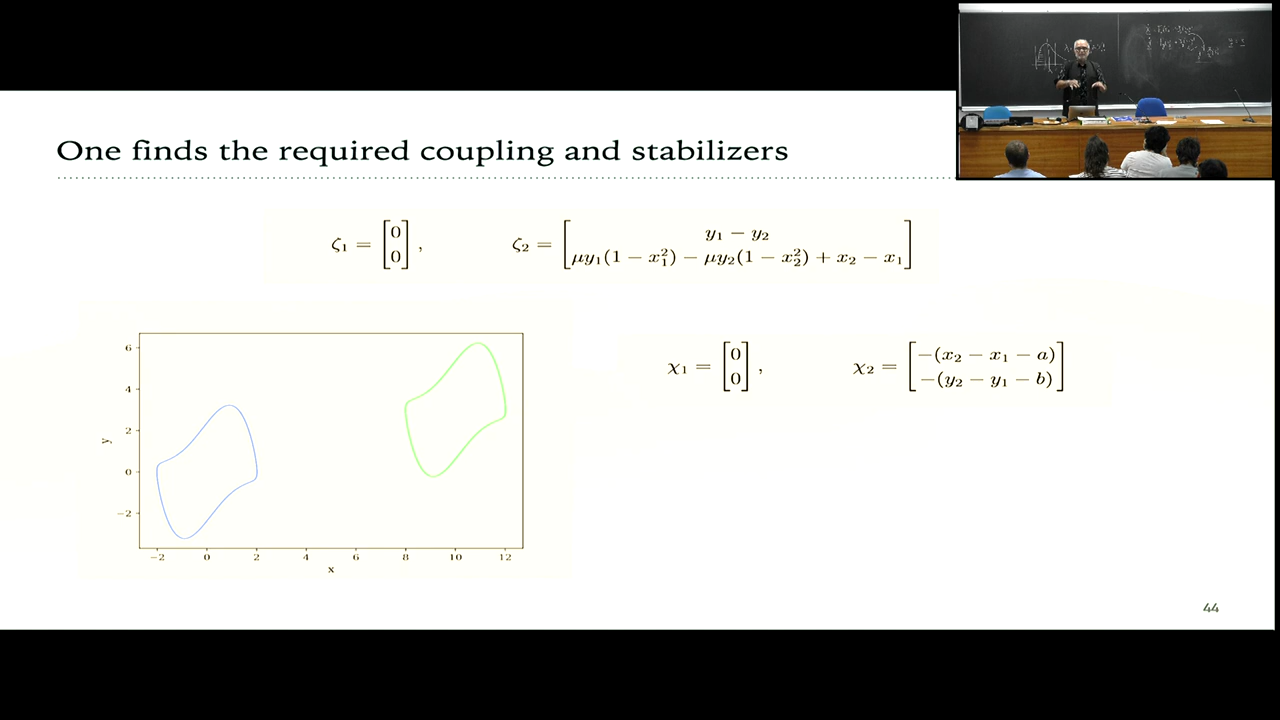 One finds the required coupling and stabilizers
ζ₁ = [0 0], ζ₂ = [y₁ − y₂ μy₁(1 − x₁²) − μy₂(1 − x₂²) + x₂ − x₁]
χ₁ = [0 0], χ₂ = [−(x₂ − x₁ − a) −(y₂ − y₁ − b)]
6
4
2
0
−2
y
−2 0 2 4 6 8 10 12
x
44